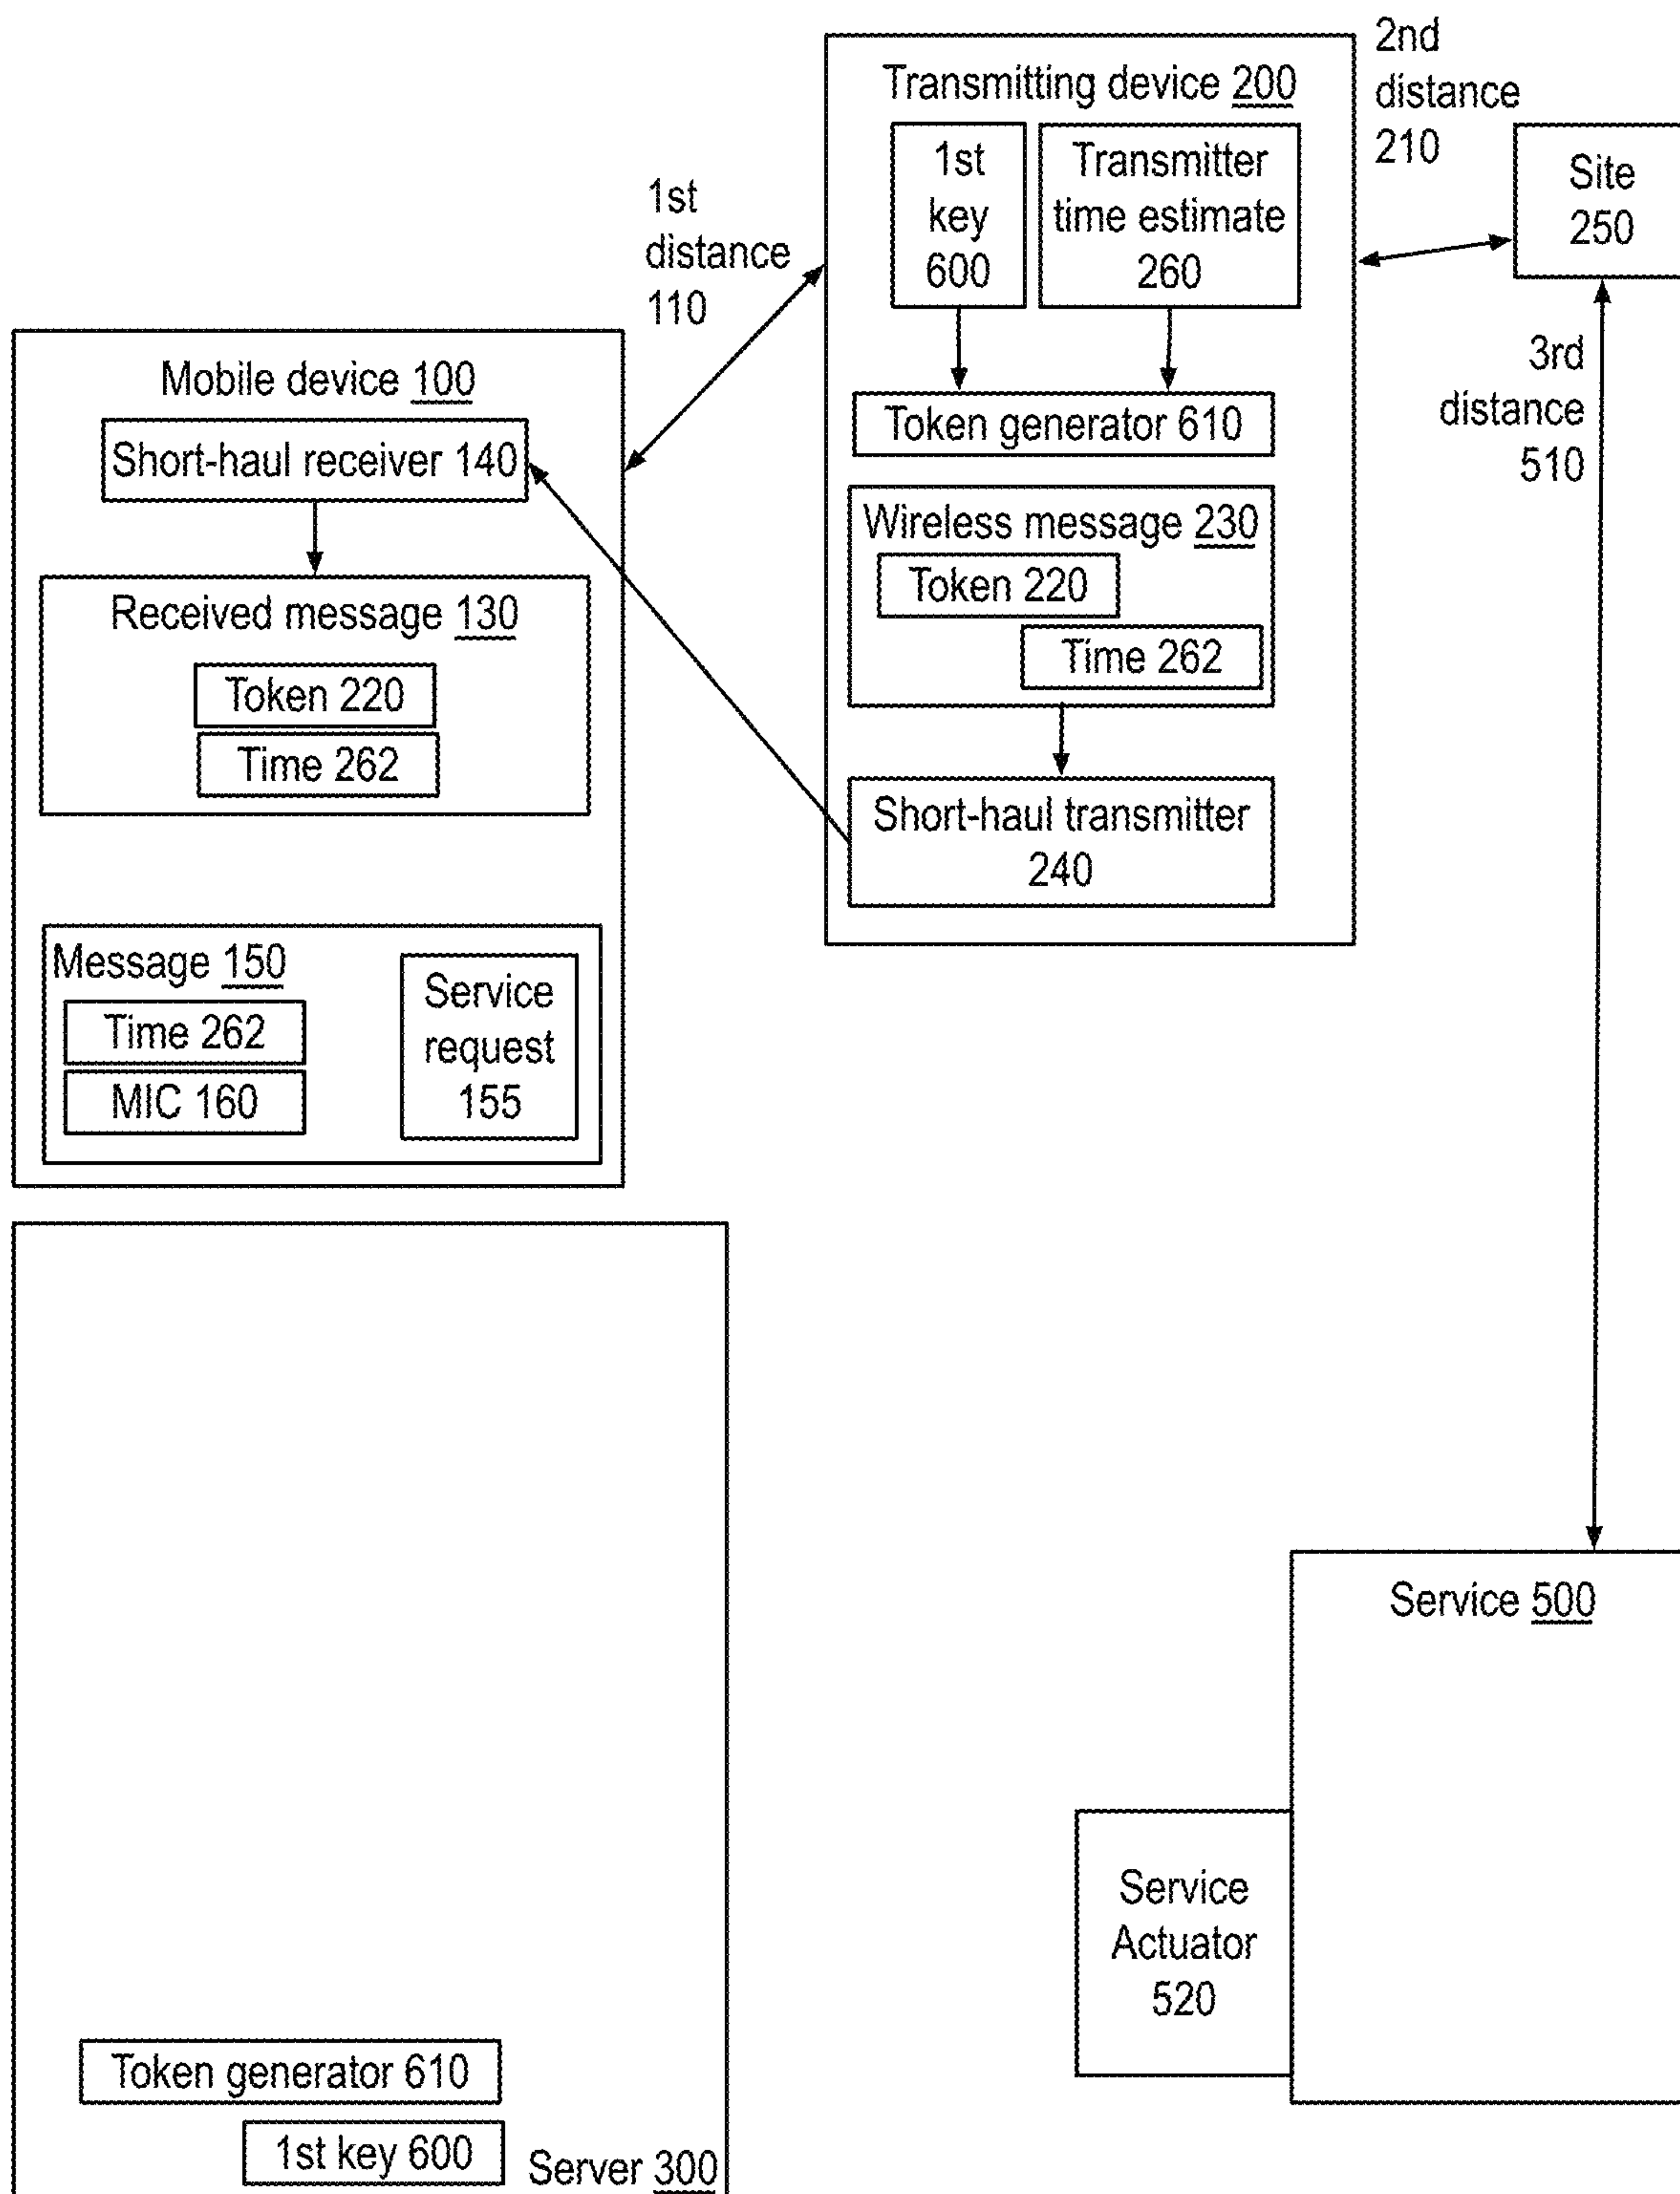 2nd
distance
210
Transmitting device 200
1st
key
600
Transmitter
time estimate
260
Site
250
1st
distance
110
3rd
distance
510
Mobile device 100
Token generator 610
Short-haul receiver 140
Wireless message 230
Token 220
Time 262
Received message 130
Token 220
Time 262
Short-haul transmitter
240
Message 150
Time 262
MIC 160
Service
request
155
Service 500
Service
Actuator
520
Token generator 610
1st key 600
Server 300